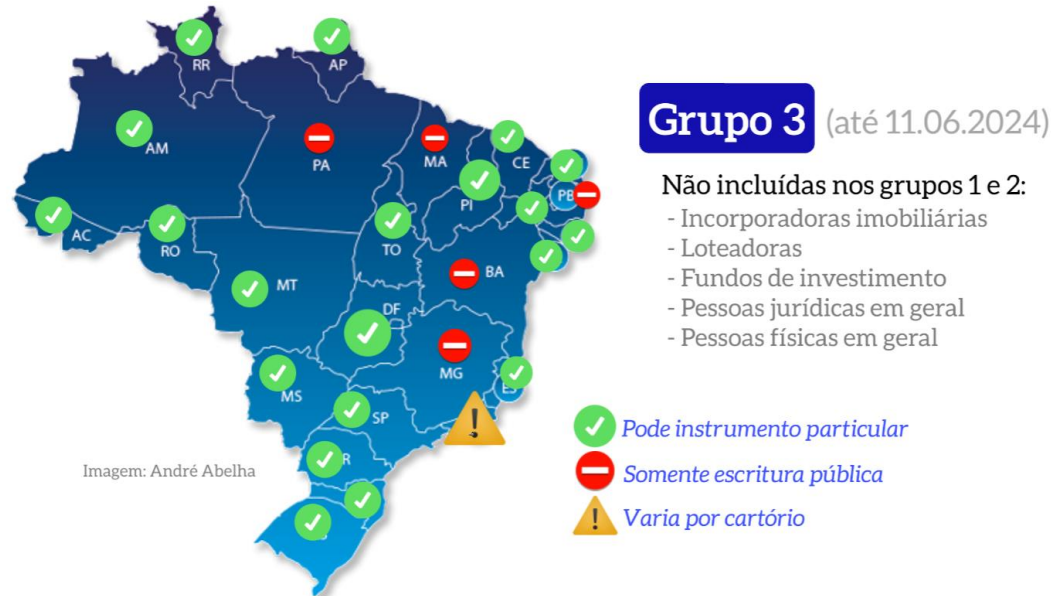 RR
AP
AM
PA
MA
CE
PI
PB
AC
RO
TO
BA
MT
DF
MG
MS
ES
SP
R
Imagem: André Abelha
Grupo 3 (até 11.06.2024)
Não incluídas nos grupos 1 e 2:
- Incorporadoras imobiliárias
- Loteadoras
- Fundos de investimento
- Pessoas jurídicas em geral
- Pessoas físicas em geral
Pode instrumento particular
Somente escritura pública
Varia por cartório